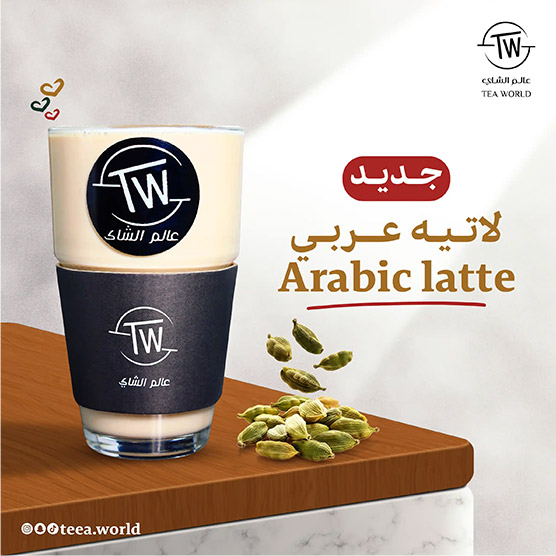 TW
عالم الشاي
TEA WORLD
جديد
لاتيه عربي
Arabic latte
TW
عالم الشاي
TW
عالم الشاي
teea.world